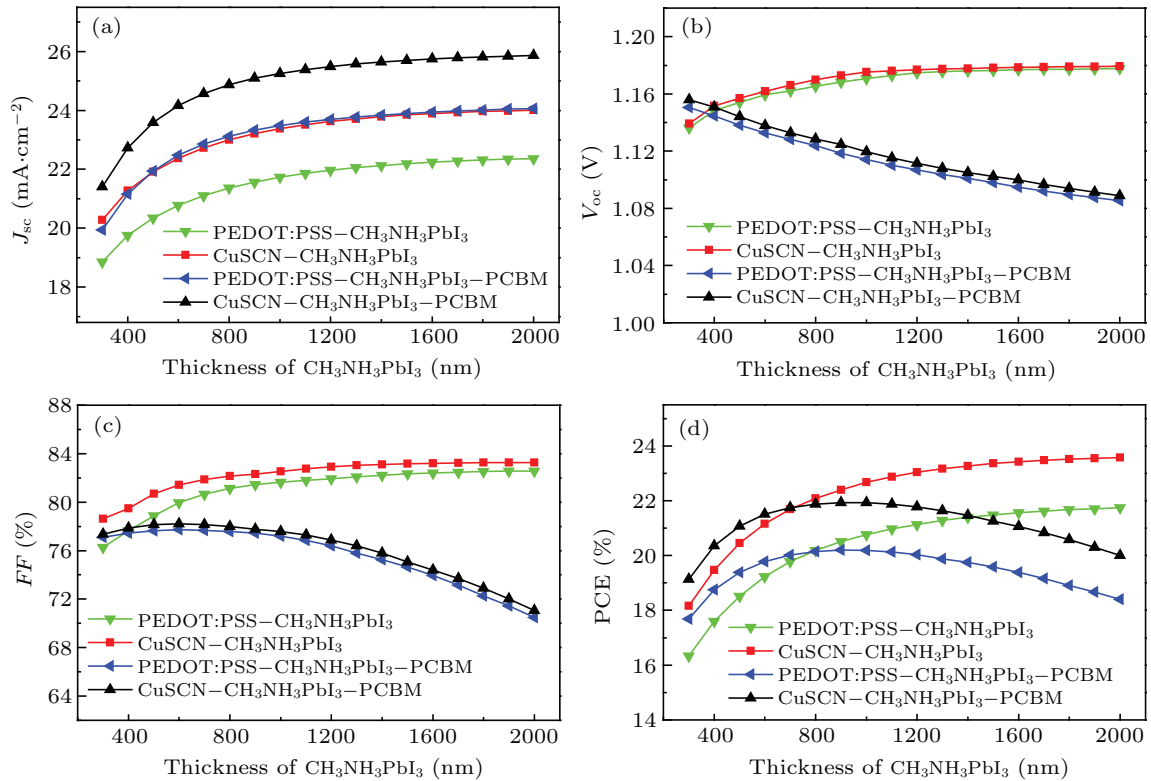 (a)
26
24
22
20
18
Jsc (mA·cm−2)
PEDOT:PSS−CH3NH3PbI3
CuSCN−CH3NH3PbI3
PEDOT:PSS−CH3NH3PbI3−PCBM
CuSCN−CH3NH3PbI3−PCBM
400 800 1200 1600 2000
Thickness of CH3NH3PbI3 (nm)
(b)
1.20
1.16
1.12
1.08
1.04
1.00
Voc (V)
PEDOT:PSS−CH3NH3PbI3
CuSCN−CH3NH3PbI3
PEDOT:PSS−CH3NH3PbI3−PCBM
CuSCN−CH3NH3PbI3−PCBM
400 800 1200 1600 2000
Thickness of CH3NH3PbI3 (nm)
(c)
88
84
80
76
72
68
64
FF (%)
PEDOT:PSS−CH3NH3PbI3
CuSCN−CH3NH3PbI3
PEDOT:PSS−CH3NH3PbI3−PCBM
CuSCN−CH3NH3PbI3−PCBM
400 800 1200 1600 2000
Thickness of CH3NH3PbI3 (nm)
(d)
24
22
20
18
16
14
PCE (%)
PEDOT:PSS−CH3NH3PbI3
CuSCN−CH3NH3PbI3
PEDOT:PSS−CH3NH3PbI3−PCBM
CuSCN−CH3NH3PbI3−PCBM
400 800 1200 1600 2000
Thickness of CH3NH3PbI3 (nm)